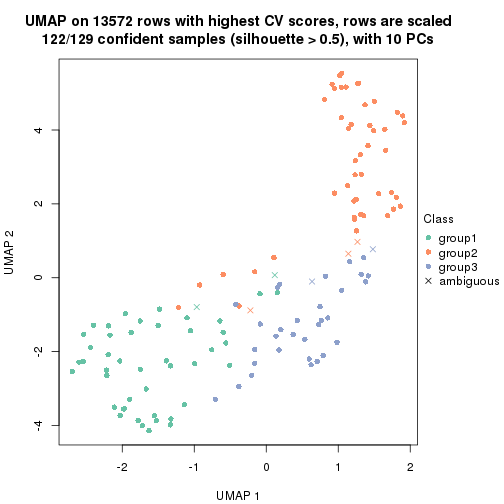 UMAP on 13572 rows with highest CV scores, rows are scaled
122/129 confident samples (silhouette > 0.5), with 10 PCs
UMAP 2
4
2
0
-2
-4
-2
-1
0
1
2
UMAP 1
Class
group1
group2
group3
ambiguous